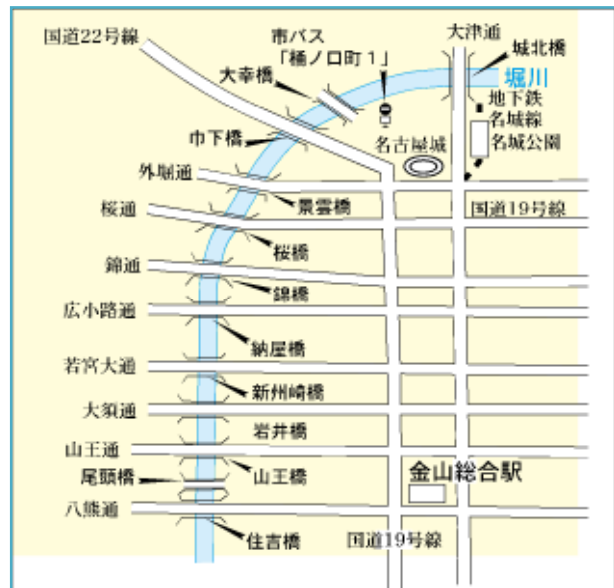 国道22号線
市バス
「桶ノ口町1」
大津通
城北橋
大幸橋
堀川
地下鉄
名城線
名城公園
巾下橋
名古屋城
外堀通
景雲橋
国道19号線
桜通
桜橋
錦通
錦橋
広小路通
納屋橋
若宮大通
新州崎橋
大須通
岩井橋
山王通
山王橋
尾頭橋
金山総合駅
八熊通
住吉橋
国道19号線